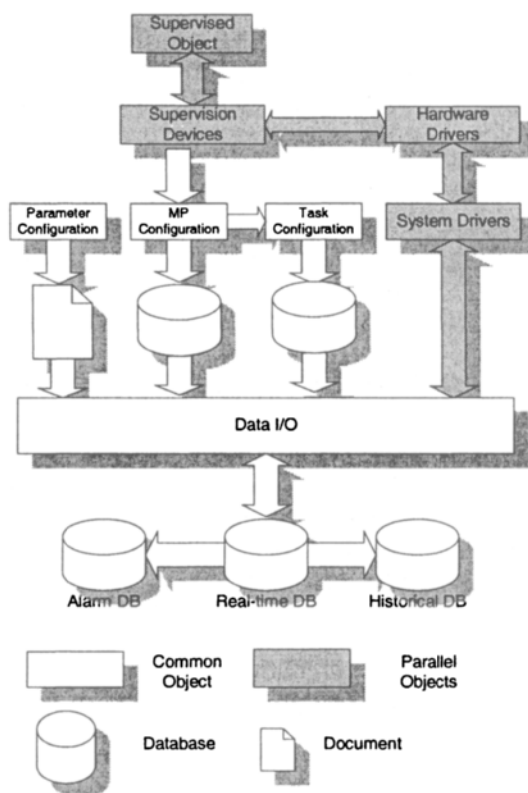 Supervised
Object
Supervision
Devices
Hardware
Drivers
Parameter
Configuration
MP
Configuration
Task
Configuration
System Drivers
Data I/O
Alarm DB
Real-time DB
Historical DB
Common
Object
Parallel
Objects
Database
Document